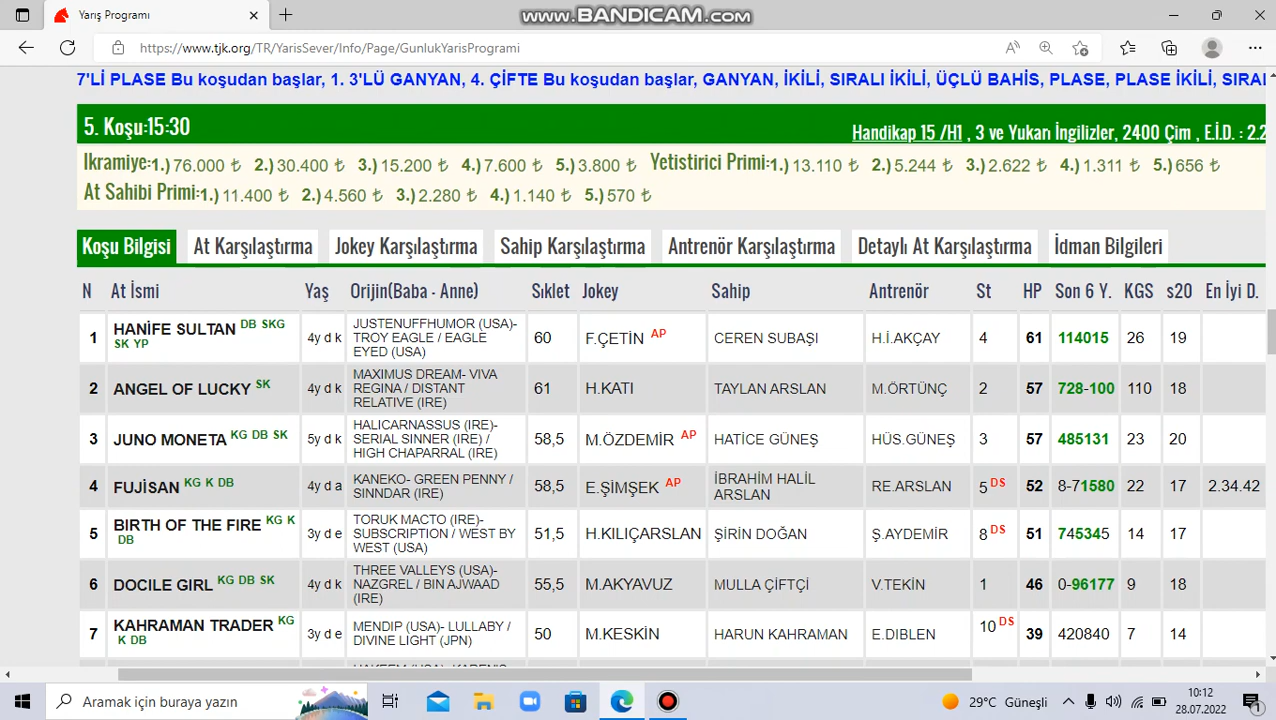 Yarış Programı
www.BANDICAM.com
https://www.tjk.org/TR/YarisSever/Info/Page/GunlukYarisProgrami
7'Lİ PLASE Bu koşudan başlar, 1. 3'LÜ GANYAN, 4. ÇİFTE Bu koşudan başlar, GANYAN, İKİLİ, SIRALI İKİLİ, ÜÇLÜ BAHİS, PLASE, PLASE İKİLİ, SIRAL
5. Koşu:15:30
Handikap 15 /H1 , 3 ve Yukarı İngilizler, 2400 Çim , E.İ.D. : 2.2
Ikramiye:1.) 76.000 ₺ 2.) 30.400 ₺ 3.) 15.200 ₺ 4.) 7.600 ₺ 5.) 3.800 ₺ Yetistirici Primi:1.) 13.110 ₺ 2.) 5.244 ₺ 3.) 2.622 ₺ 4.) 1.311 ₺ 5.) 656 ₺
At Sahibi Primi:1.) 11.400 ₺ 2.) 4.560 ₺ 3.) 2.280 ₺ 4.) 1.140 ₺ 5.) 570 ₺
Koşu Bilgisi At Karşılaştırma Jokey Karşılaştırma Sahip Karşılaştırma Antrenör Karşılaştırma Detaylı At Karşılaştırma İdman Bilgileri
N At İsmi Yaş Orijin(Baba - Anne) Sıklet Jokey Sahip Antrenör St HP Son 6 Y. KGS s20 En İyi D.
1 HANİFE SULTAN DB SKG SK YP 4y d k JUSTENUFFHUMOR (USA)- TROY EAGLE / EAGLE EYED (USA) 60 F.ÇETİN AP CEREN SUBAŞI H.İ.AKÇAY 4 61 114015 26 19
2 ANGEL OF LUCKY SK 4y d k MAXIMUS DREAM- VIVA REGINA / DISTANT RELATIVE (IRE) 61 H.KATI TAYLAN ARSLAN M.ÖRTÜNÇ 2 57 728-100 110 18
3 JUNO MONETA KG DB SK 5y d k HALICARNASSUS (IRE)- SERIAL SINNER (IRE) / HIGH CHAPARRAL (IRE) 58,5 M.ÖZDEMİR AP HATİCE GÜNEŞ HÜS.GÜNEŞ 3 57 485131 23 20
4 FUJİSAN KG K DB 4y d a KANEKO- GREEN PENNY / SINNDAR (IRE) 58,5 E.ŞİMŞEK AP İBRAHİM HALİL ARSLAN RE.ARSLAN 5 DS 52 8-71580 22 17 2.34.42
5 BIRTH OF THE FIRE KG K DB 3y d e TORUK MACTO (IRE)- SUBSCRIPTION / WEST BY WEST (USA) 51,5 H.KILIÇARSLAN ŞİRİN DOĞAN Ş.AYDEMİR 8 DS 51 745345 14 17
6 DOCILE GIRL KG DB SK 4y d k THREE VALLEYS (USA)- NAZGREL / BIN AJWAAD (IRE) 55,5 M.AKYAVUZ MULLA ÇİFTÇİ V.TEKİN 1 46 0-96177 9 18
7 KAHRAMAN TRADER KG K DB 3y d e MENDIP (USA)- LULLABY / DIVINE LIGHT (JPN) 50 M.KESKİN HARUN KAHRAMAN E.DIBLEN 10 DS 39 420840 7 14
Aramak için buraya yazın
29°C Güneşli
10:12
28.07.2022